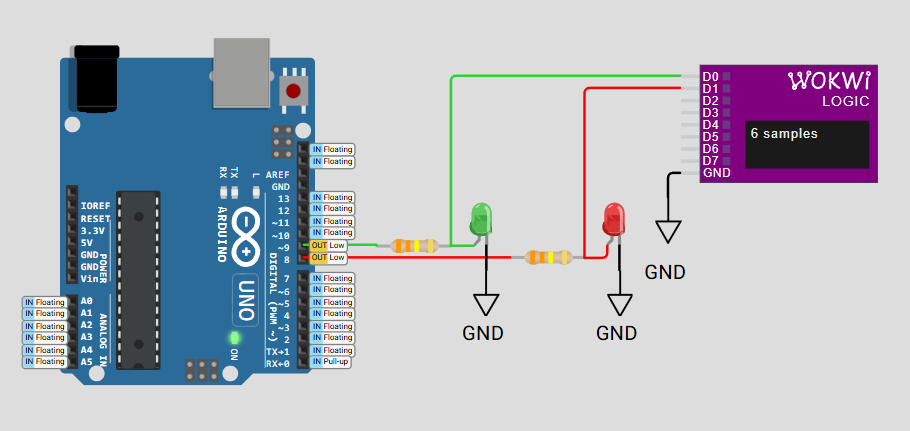 IN Floating
IN Floating
AREF
GND
13 IN Floating
12 IN Floating
~11 IN Floating
~10 IN Floating
~9 OUT Low
8 OUT Low
7 IN Floating
~6 IN Floating
~5 IN Floating
4 IN Floating
~3 IN Floating
2 IN Floating
TX→1 IN Floating
RX←0 IN Pull-up
DIGITAL (PWM ~)
RX
TX
L
ARDUINO
UNO
ON
IOREF
RESET
3.3V
5V
GND
GND
Vin
POWER
IN Floating A0
IN Floating A1
IN Floating A2
IN Floating A3
IN Floating A4
IN Floating A5
ANALOG IN
GND
GND
GND
D0
D1
D2
D3
D4
D5
D6
D7
GND
WOKWI
LOGIC
6 samples